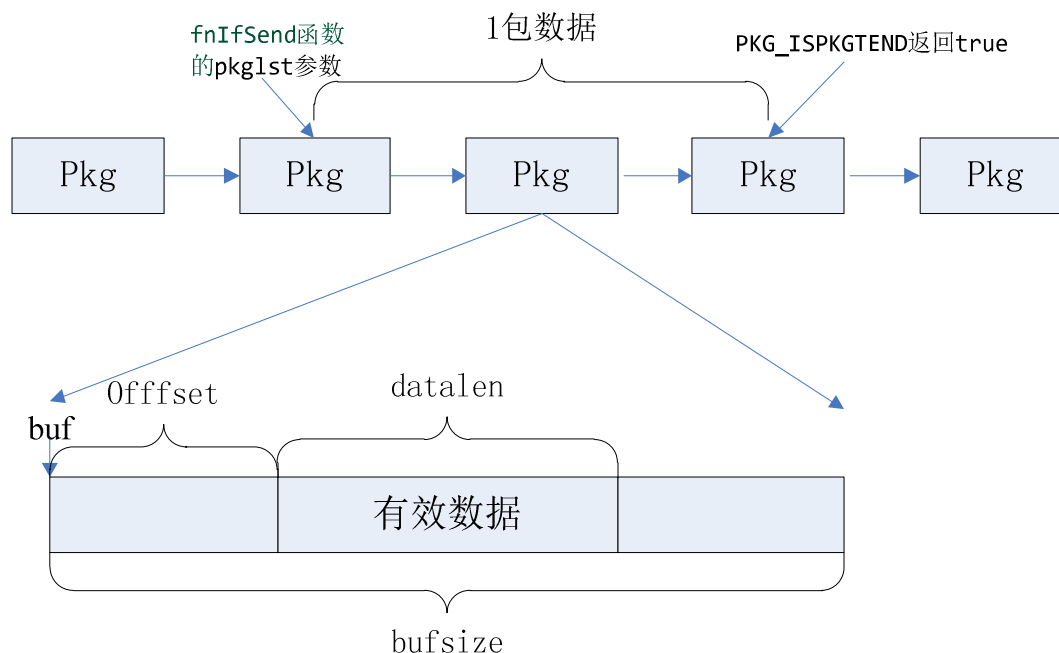 fnIfSend函数
的pkglst参数
1包数据
PKG_ISPKGTEND返回true
Pkg
Pkg
Pkg
Pkg
Pkg
Offfset
datalen
buf
有效数据
bufsize